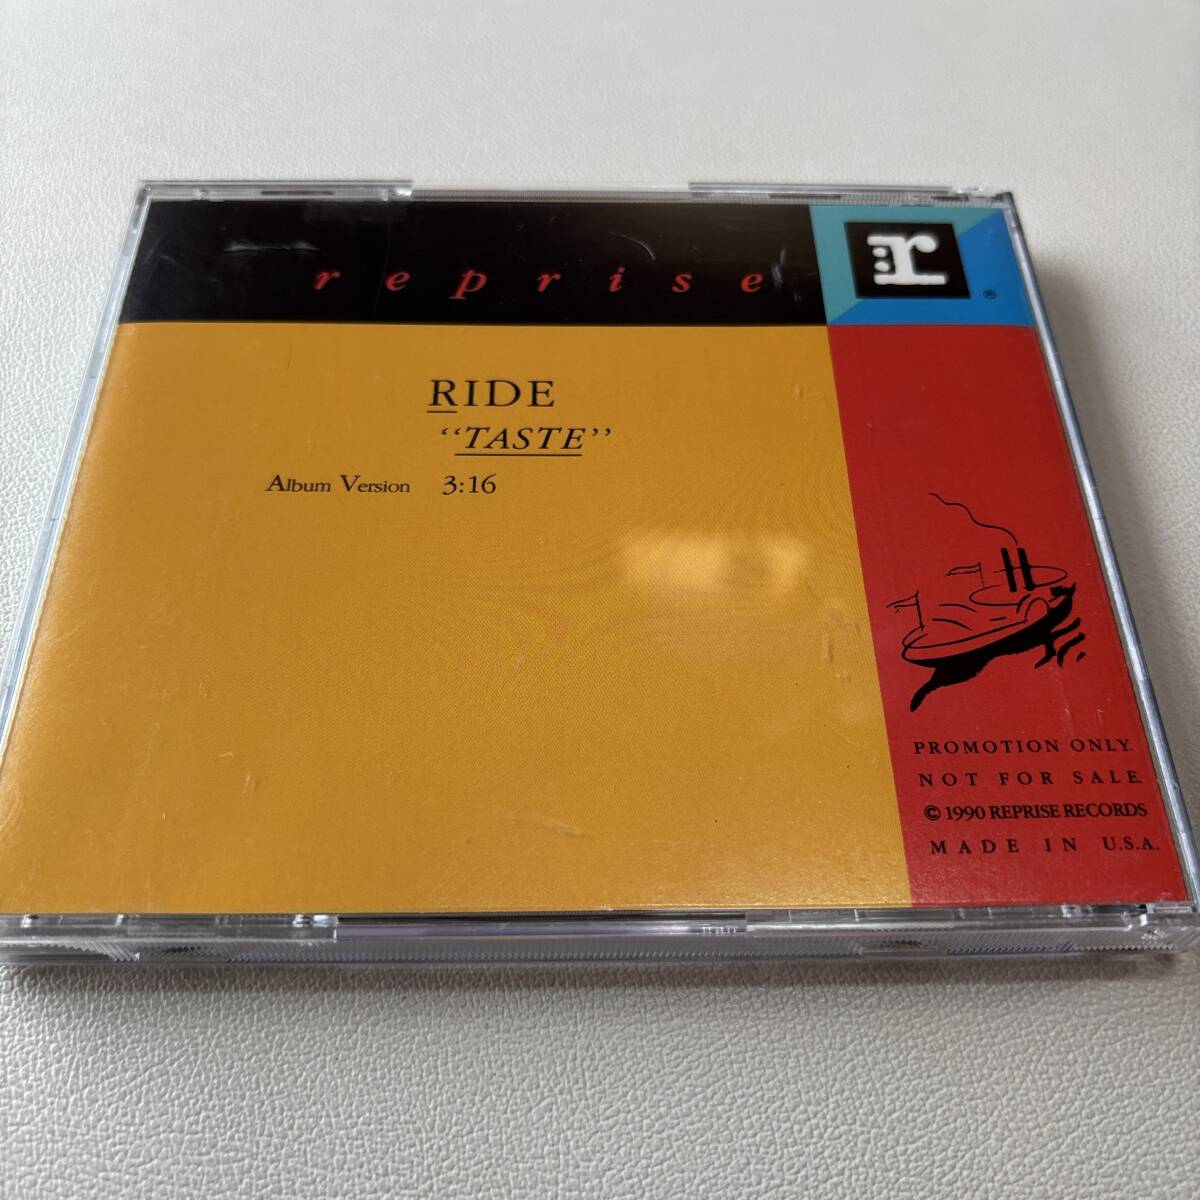 reprise
r
®
RIDE
“TASTE”
Album Version 3:16
PROMOTION ONLY.
NOT FOR SALE.
© 1990 REPRISE RECORDS
MADE IN U.S.A.